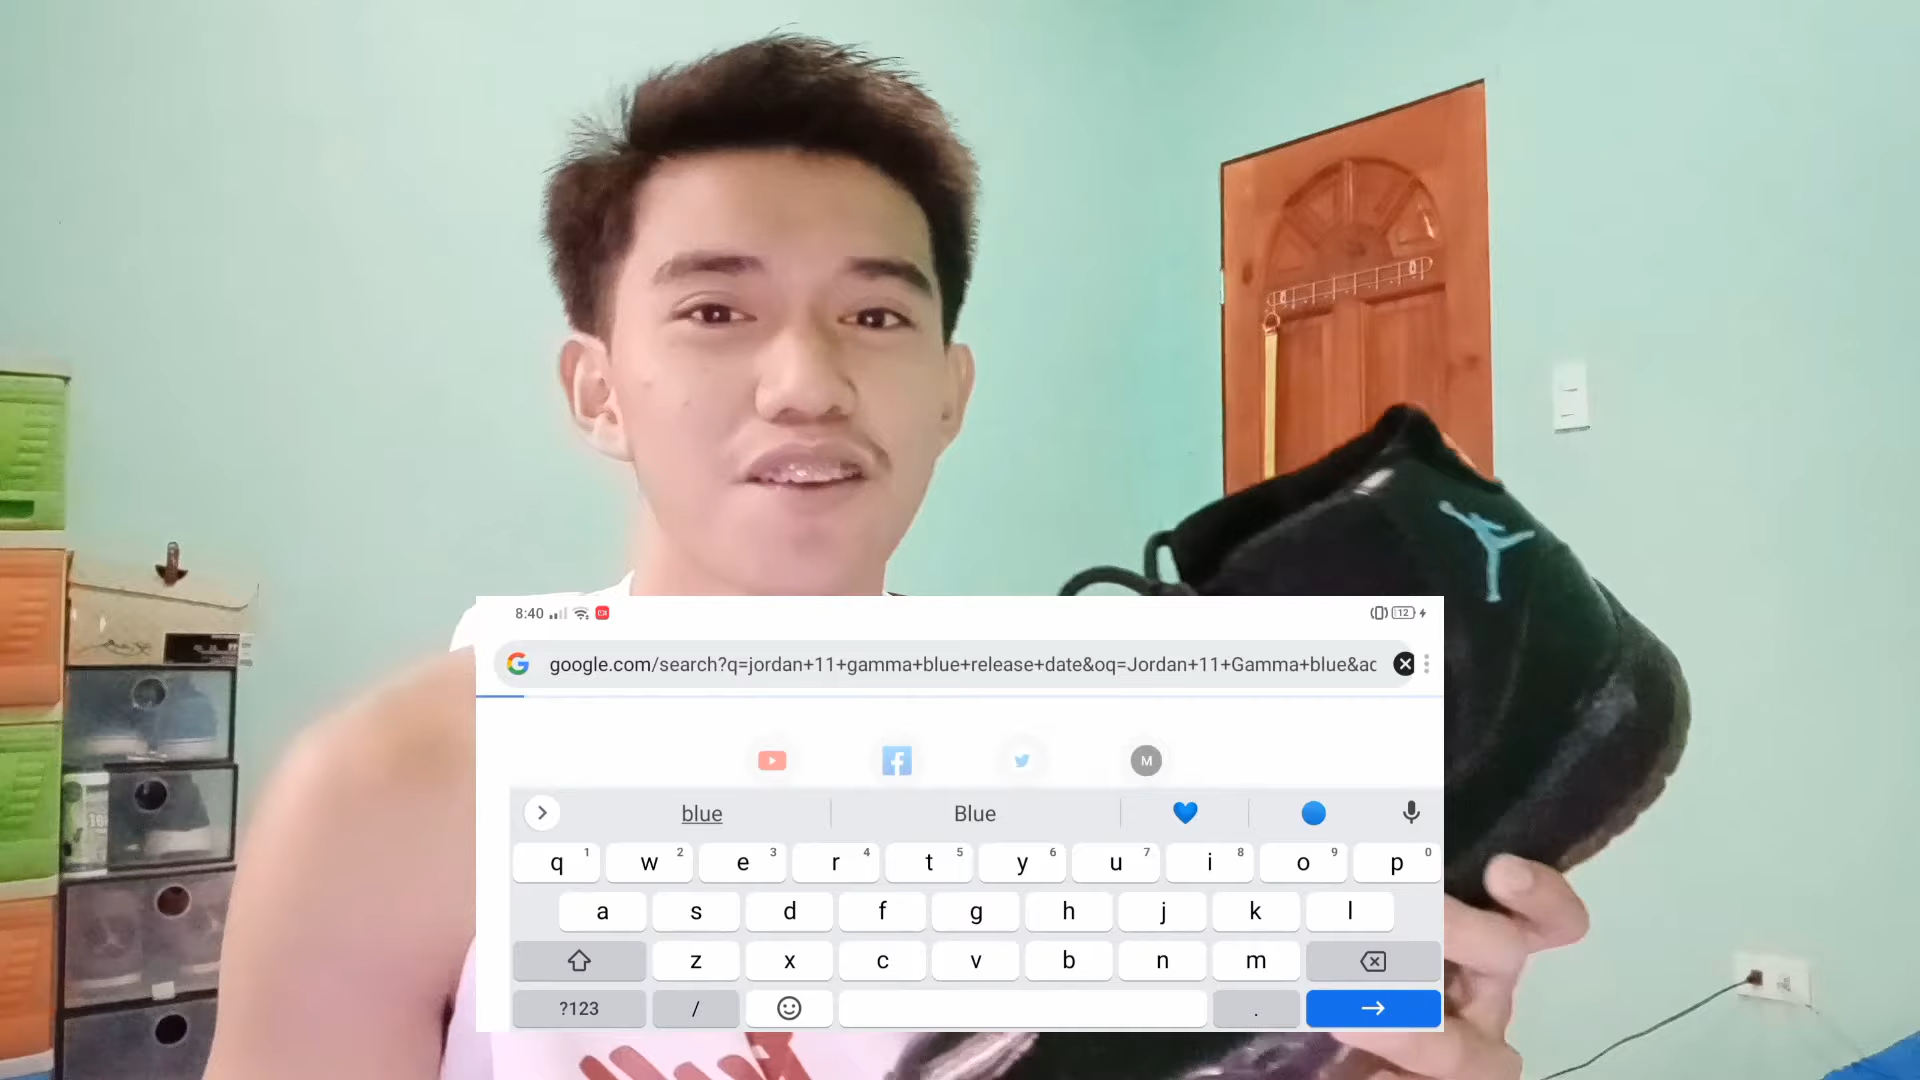 8:40
12
google.com/search?q=jordan+11+gamma+blue+release+date&oq=Jordan+11+Gamma+blue&ac
M
blue Blue
q 1 w 2 e 3 r 4 t 5 y 6 u 7 i 8 o 9 p 0
a s d f g h j k l
z x c v b n m
?123 / .